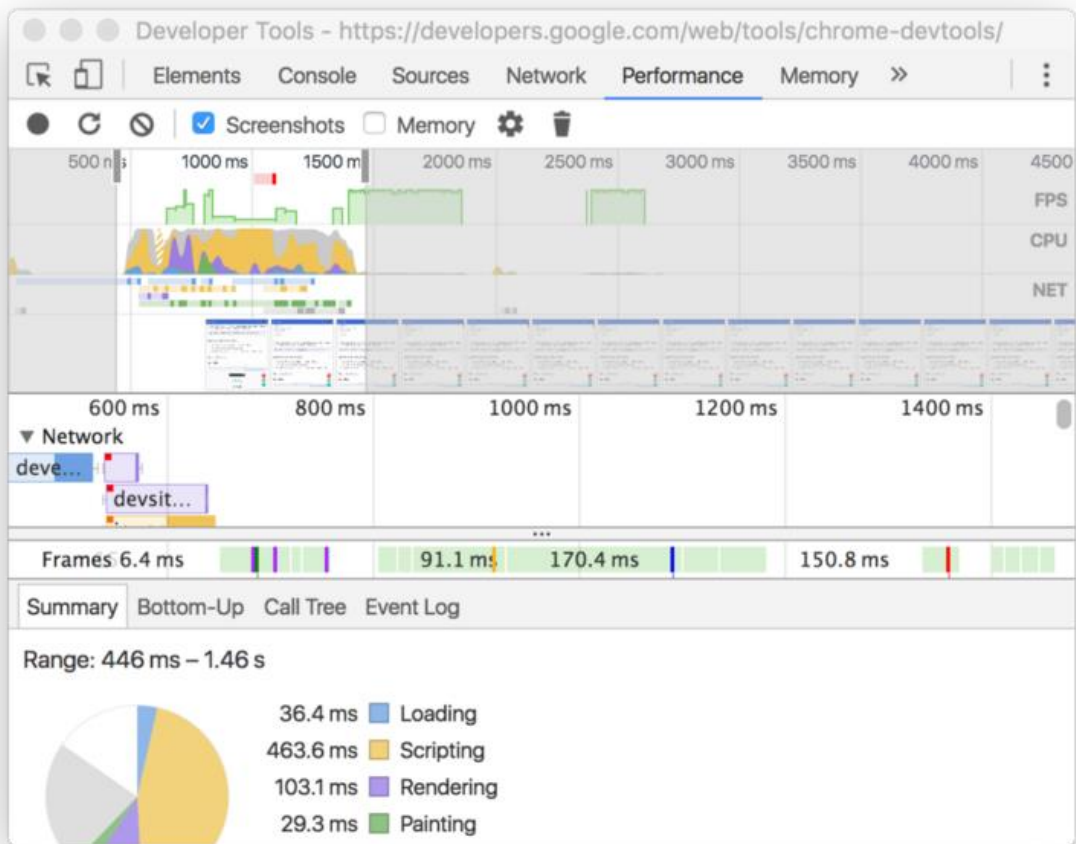 Developer Tools - https://developers.google.com/web/tools/chrome-devtools/
Elements Console Sources Network Performance Memory »
Screenshots Memory
500 1000 ms 1500 m 2000 ms 2500 ms 3000 ms 3500 ms 4000 ms 4500
FPS
CPU
NET
600 ms 800 ms 1000 ms 1200 ms 1400 ms
▼ Network
deve...
devsit...
...
Frames 6.4 ms 91.1 ms 170.4 ms 150.8 ms
Summary Bottom-Up Call Tree Event Log
Range: 446 ms – 1.46 s
36.4 ms Loading
463.6 ms Scripting
103.1 ms Rendering
29.3 ms Painting